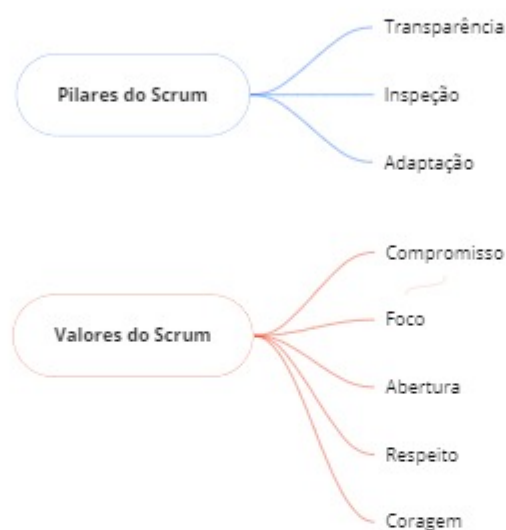 Pilares do Scrum
Transparência
Inspeção
Adaptação
Valores do Scrum
Compromisso
Foco
Abertura
Respeito
Coragem